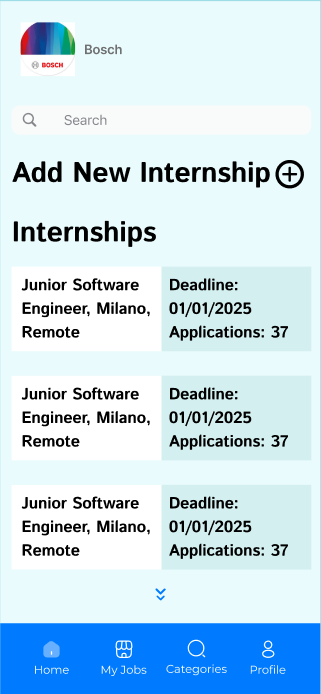 BOSCH
Bosch
Search
Add New Internship
Internships
Junior Software
Engineer, Milano,
Remote
Deadline:
01/01/2025
Applications: 37
Junior Software
Engineer, Milano,
Remote
Deadline:
01/01/2025
Applications: 37
Junior Software
Engineer, Milano,
Remote
Deadline:
01/01/2025
Applications: 37
Home
My Jobs
Categories
Profile